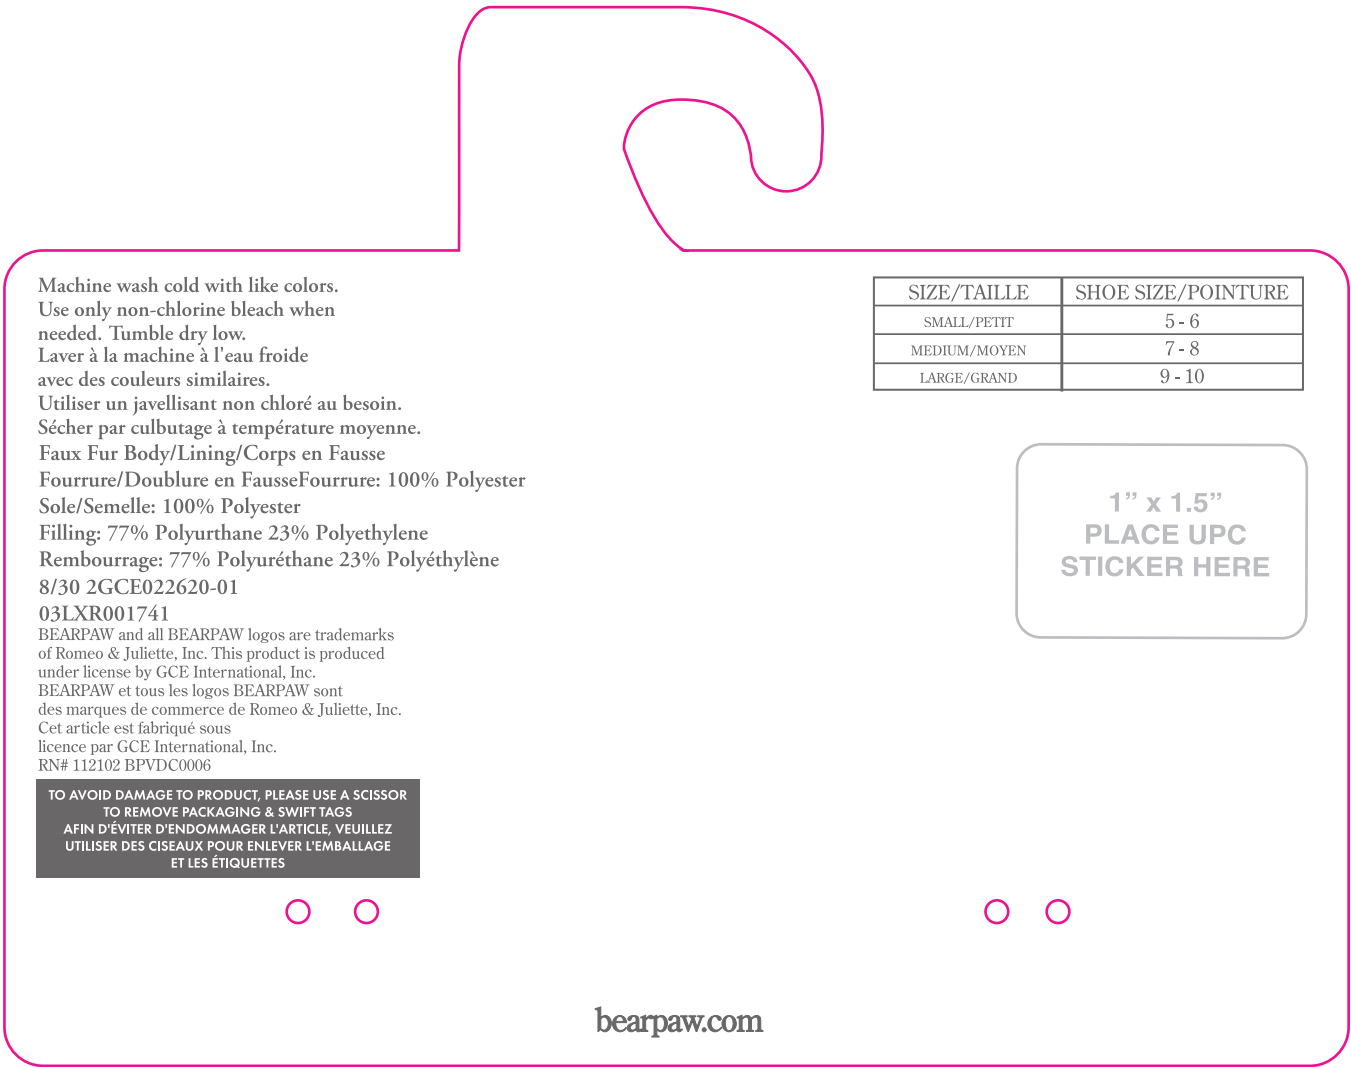 Machine wash cold with like colors.
Use only non-chlorine bleach when
needed. Tumble dry low.
Laver à la machine à l'eau froide
avec des couleurs similaires.
Utiliser un javellisant non chloré au besoin.
Sécher par culbutage à température moyenne.
Faux Fur Body/Lining/Corps en Fausse
Fourrure/Doublure en FausseFourrure: 100% Polyester
Sole/Semelle: 100% Polyester
Filling: 77% Polyurthane 23% Polyethylene
Rembourrage: 77% Polyuréthane 23% Polyéthylène
8/30 2GCE022620-01
03LXR001741
BEARPAW and all BEARPAW logos are trademarks
of Romeo & Juliette, Inc. This product is produced
under license by GCE International, Inc.
BEARPAW et tous les logos BEARPAW sont
des marques de commerce de Romeo & Juliette, Inc.
Cet article est fabriqué sous
licence par GCE International, Inc.
RN# 112102 BPVDC0006
TO AVOID DAMAGE TO PRODUCT, PLEASE USE A SCISSOR
TO REMOVE PACKAGING & SWIFT TAGS
AFIN D'ÉVITER D'ENDOMMAGER L'ARTICLE, VEUILLEZ
UTILISER DES CISEAUX POUR ENLEVER L'EMBALLAGE
ET LES ÉTIQUETTES
SIZE/TAILLE SHOE SIZE/POINTURE
SMALL/PETIT 5 - 6
MEDIUM/MOYEN 7 - 8
LARGE/GRAND 9 - 10
1” x 1.5”
PLACE UPC
STICKER HERE
bearpaw.com